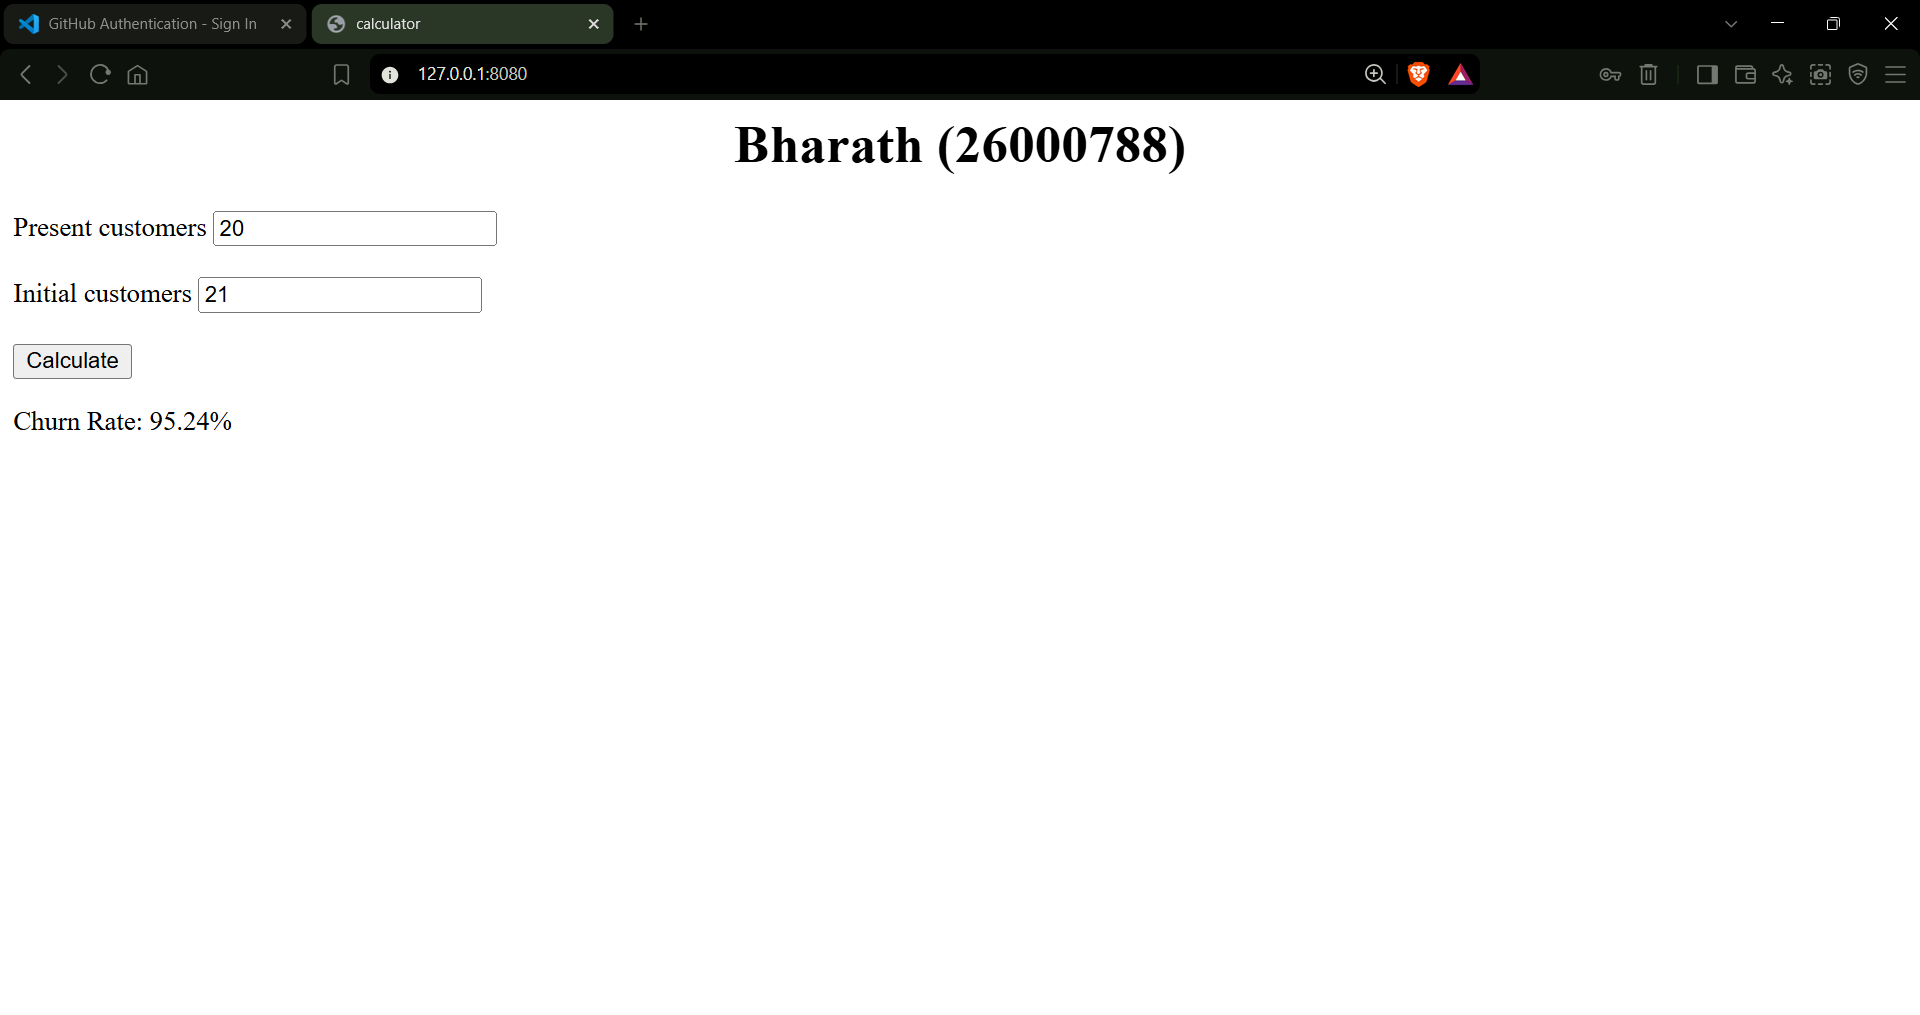 GitHub Authentication - Sign In
calculator
127.0.0.1:8080
Bharath (26000788)
Present customers 20
Initial customers 21
Calculate
Churn Rate: 95.24%